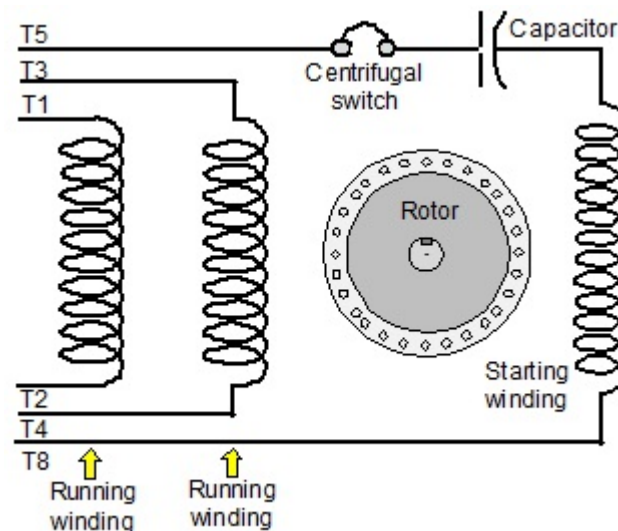 T5
Capacitor
T3
Centrifugal
switch
T1
Rotor
Starting
winding
T2
T4
T8
Running
winding
Running
winding